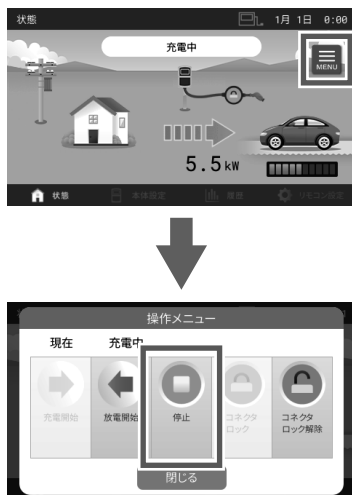 状態
1月 1日 0:00
充電中
MENU
5.5kW
状態
本体設定
履歴
リモコン設定
操作メニュー
現在 充電中
充電開始
放電開始
停止
コネクタ
ロック
コネクタ
ロック解除
閉じる